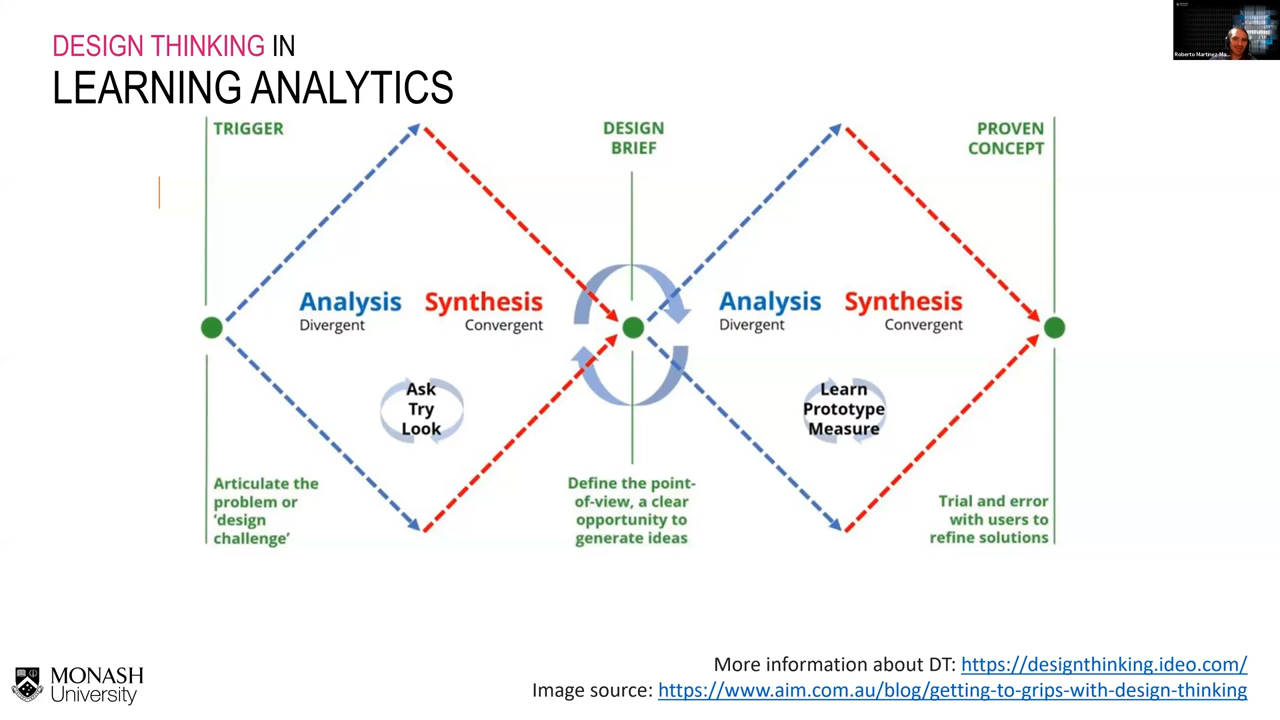 DESIGN THINKING IN
LEARNING ANALYTICS
Roberto Martinez-Ma...
TRIGGER
DESIGN
BRIEF
PROVEN
CONCEPT
Analysis
Divergent
Synthesis
Convergent
Analysis
Divergent
Synthesis
Convergent
Ask
Try
Look
Learn
Prototype
Measure
Articulate the
problem or
‘design
challenge’
Define the point-
of-view, a clear
opportunity to
generate ideas
Trial and error
with users to
refine solutions
MONASH
University
More information about DT: https://designthinking.ideo.com/
Image source: https://www.aim.com.au/blog/getting-to-grips-with-design-thinking